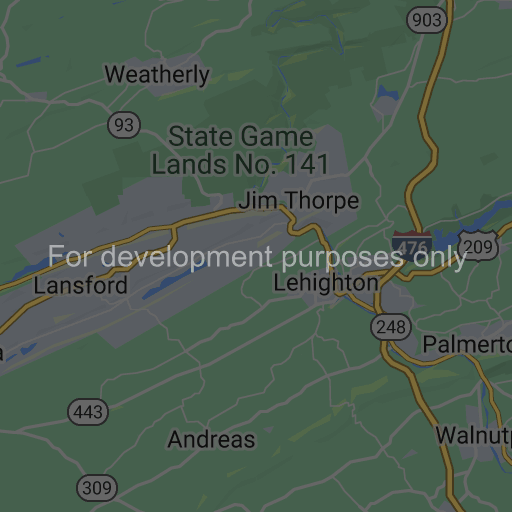 903
Weatherly
93
State Game
Lands No. 141
Jim Thorpe
476
209
For development purposes only
Lansford
Lehighton
248
a
Palmerto
443
Andreas
Walnutp
309